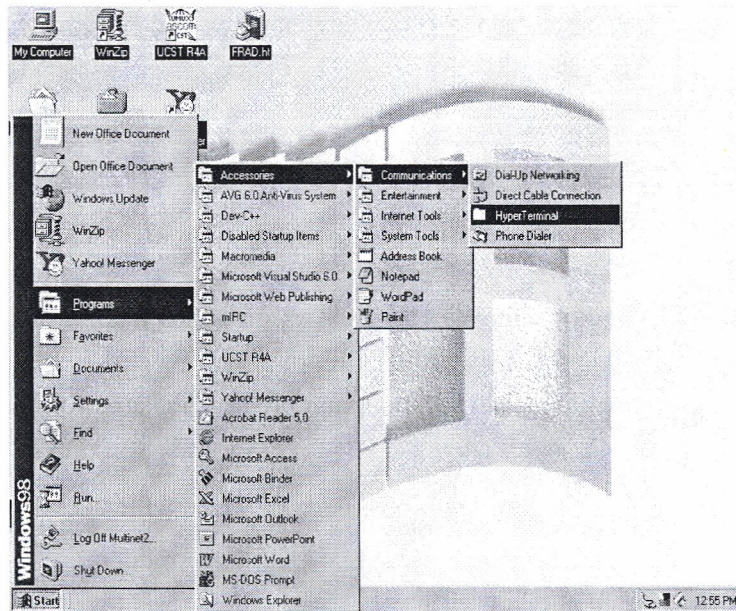 My Computer
WinZip
UCST R4A
FRAD.ht
New Office Document
Open Office Document
Windows Update
WinZip
Yahoo! Messenger
Programs
Favorites
Documents
Settings
Find
Help
Run...
Log Off Multinet2...
Shut Down...
Windows98
Accessories
AVG 6.0 Anti-Virus System
Dev-C++
Disabled Startup Items
Macromedia
Microsoft Visual Studio 6.0
Microsoft Web Publishing
mIRC
Startup
UCST R4A
WinZip
Yahoo! Messenger
Acrobat Reader 5.0
Internet Explorer
Microsoft Access
Microsoft Binder
Microsoft Excel
Microsoft Outlook
Microsoft PowerPoint
Microsoft Word
MS-DOS Prompt
Windows Explorer
Communications
Entertainment
Internet Tools
System Tools
Address Book
Notepad
WordPad
Paint
Dial-Up Networking
Direct Cable Connection
HyperTerminal
Phone Dialer
Start
12:55 PM